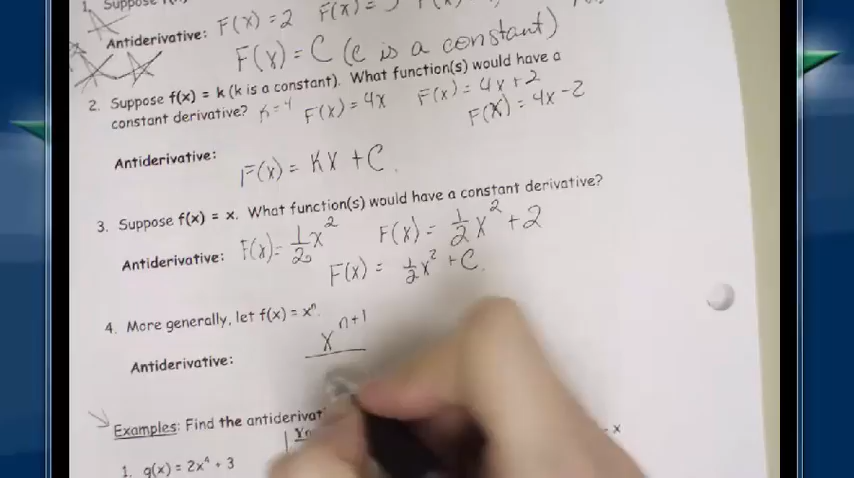 1. Suppose
Antiderivative: F(x) = 2 F(x) =
F(x) = C (c is a constant)
2. Suppose f(x) = k (k is a constant). What function(s) would have a
constant derivative? K = 4 F(x) = 4x F(x) = 4x + 2
F(x) = 4x - 2
Antiderivative: F(x) = Kx + C.
3. Suppose f(x) = x. What function(s) would have a constant derivative?
Antiderivative: F(x) = 1/2 x² F(x) = 1/2 x² + 2
F(x) = 1/2 x² + C.
4. More generally, let f(x) = xⁿ.
Antiderivative: x^(n+1)
Examples: Find the antiderivat
1. g(x) = 2x⁴ + 3
x